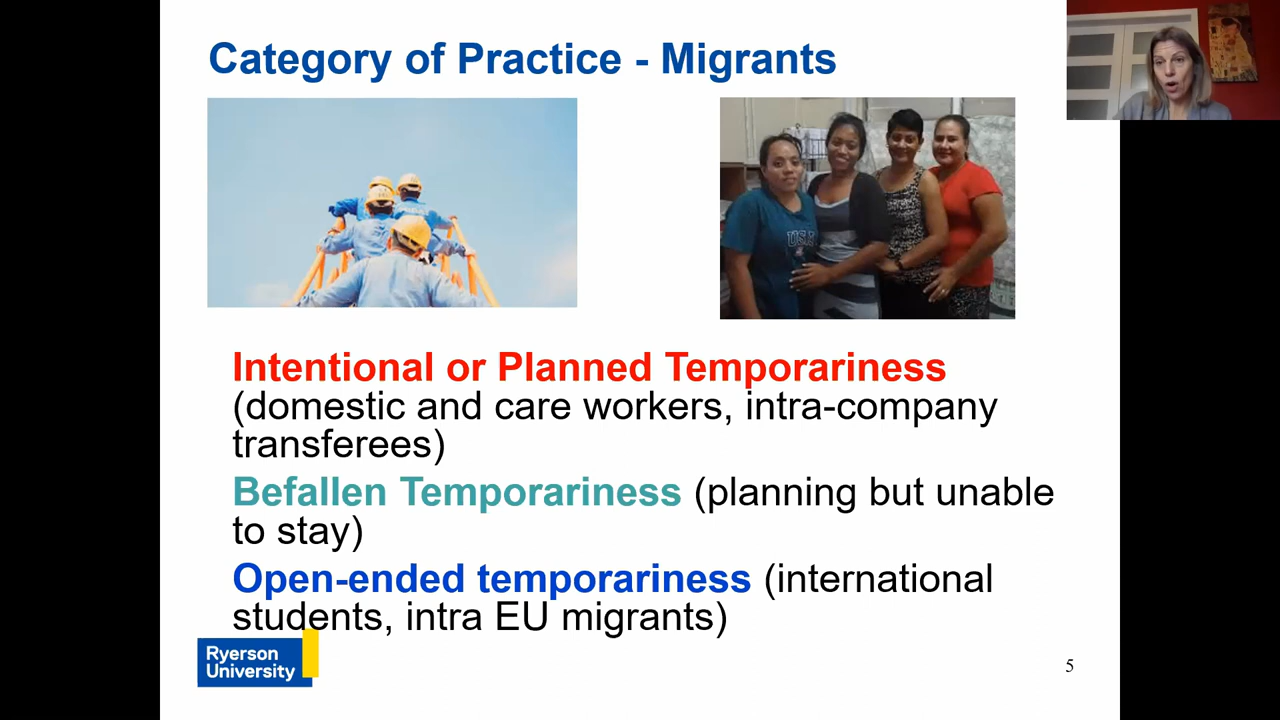 Category of Practice - Migrants
USA
Intentional or Planned Temporariness
(domestic and care workers, intra-company
transferees)
Befallen Temporariness (planning but unable
to stay)
Open-ended temporariness (international
students, intra EU migrants)
Ryerson
University
5